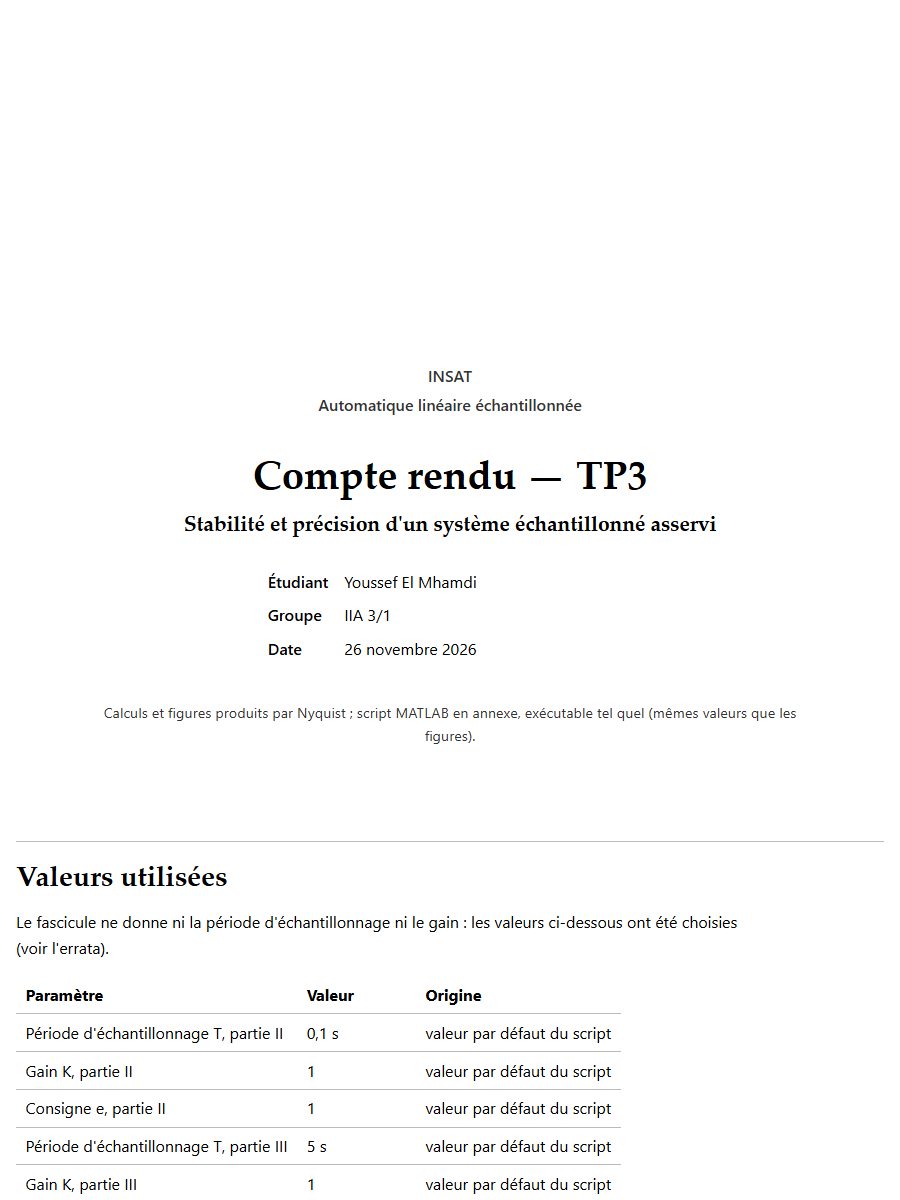 INSAT
Automatique linéaire échantillonnée
Compte rendu — TP3
Stabilité et précision d'un système échantillonné asservi
Étudiant Youssef El Mhamdi
Groupe IIA 3/1
Date 26 novembre 2026
Calculs et figures produits par Nyquist ; script MATLAB en annexe, exécutable tel quel (mêmes valeurs que les
figures).
Valeurs utilisées
Le fascicule ne donne ni la période d'échantillonnage ni le gain : les valeurs ci-dessous ont été choisies
(voir l'errata).
Paramètre Valeur Origine
Période d'échantillonnage T, partie II 0,1 s valeur par défaut du script
Gain K, partie II 1 valeur par défaut du script
Consigne e, partie II 1 valeur par défaut du script
Période d'échantillonnage T, partie III 5 s valeur par défaut du script
Gain K, partie III 1 valeur par défaut du script